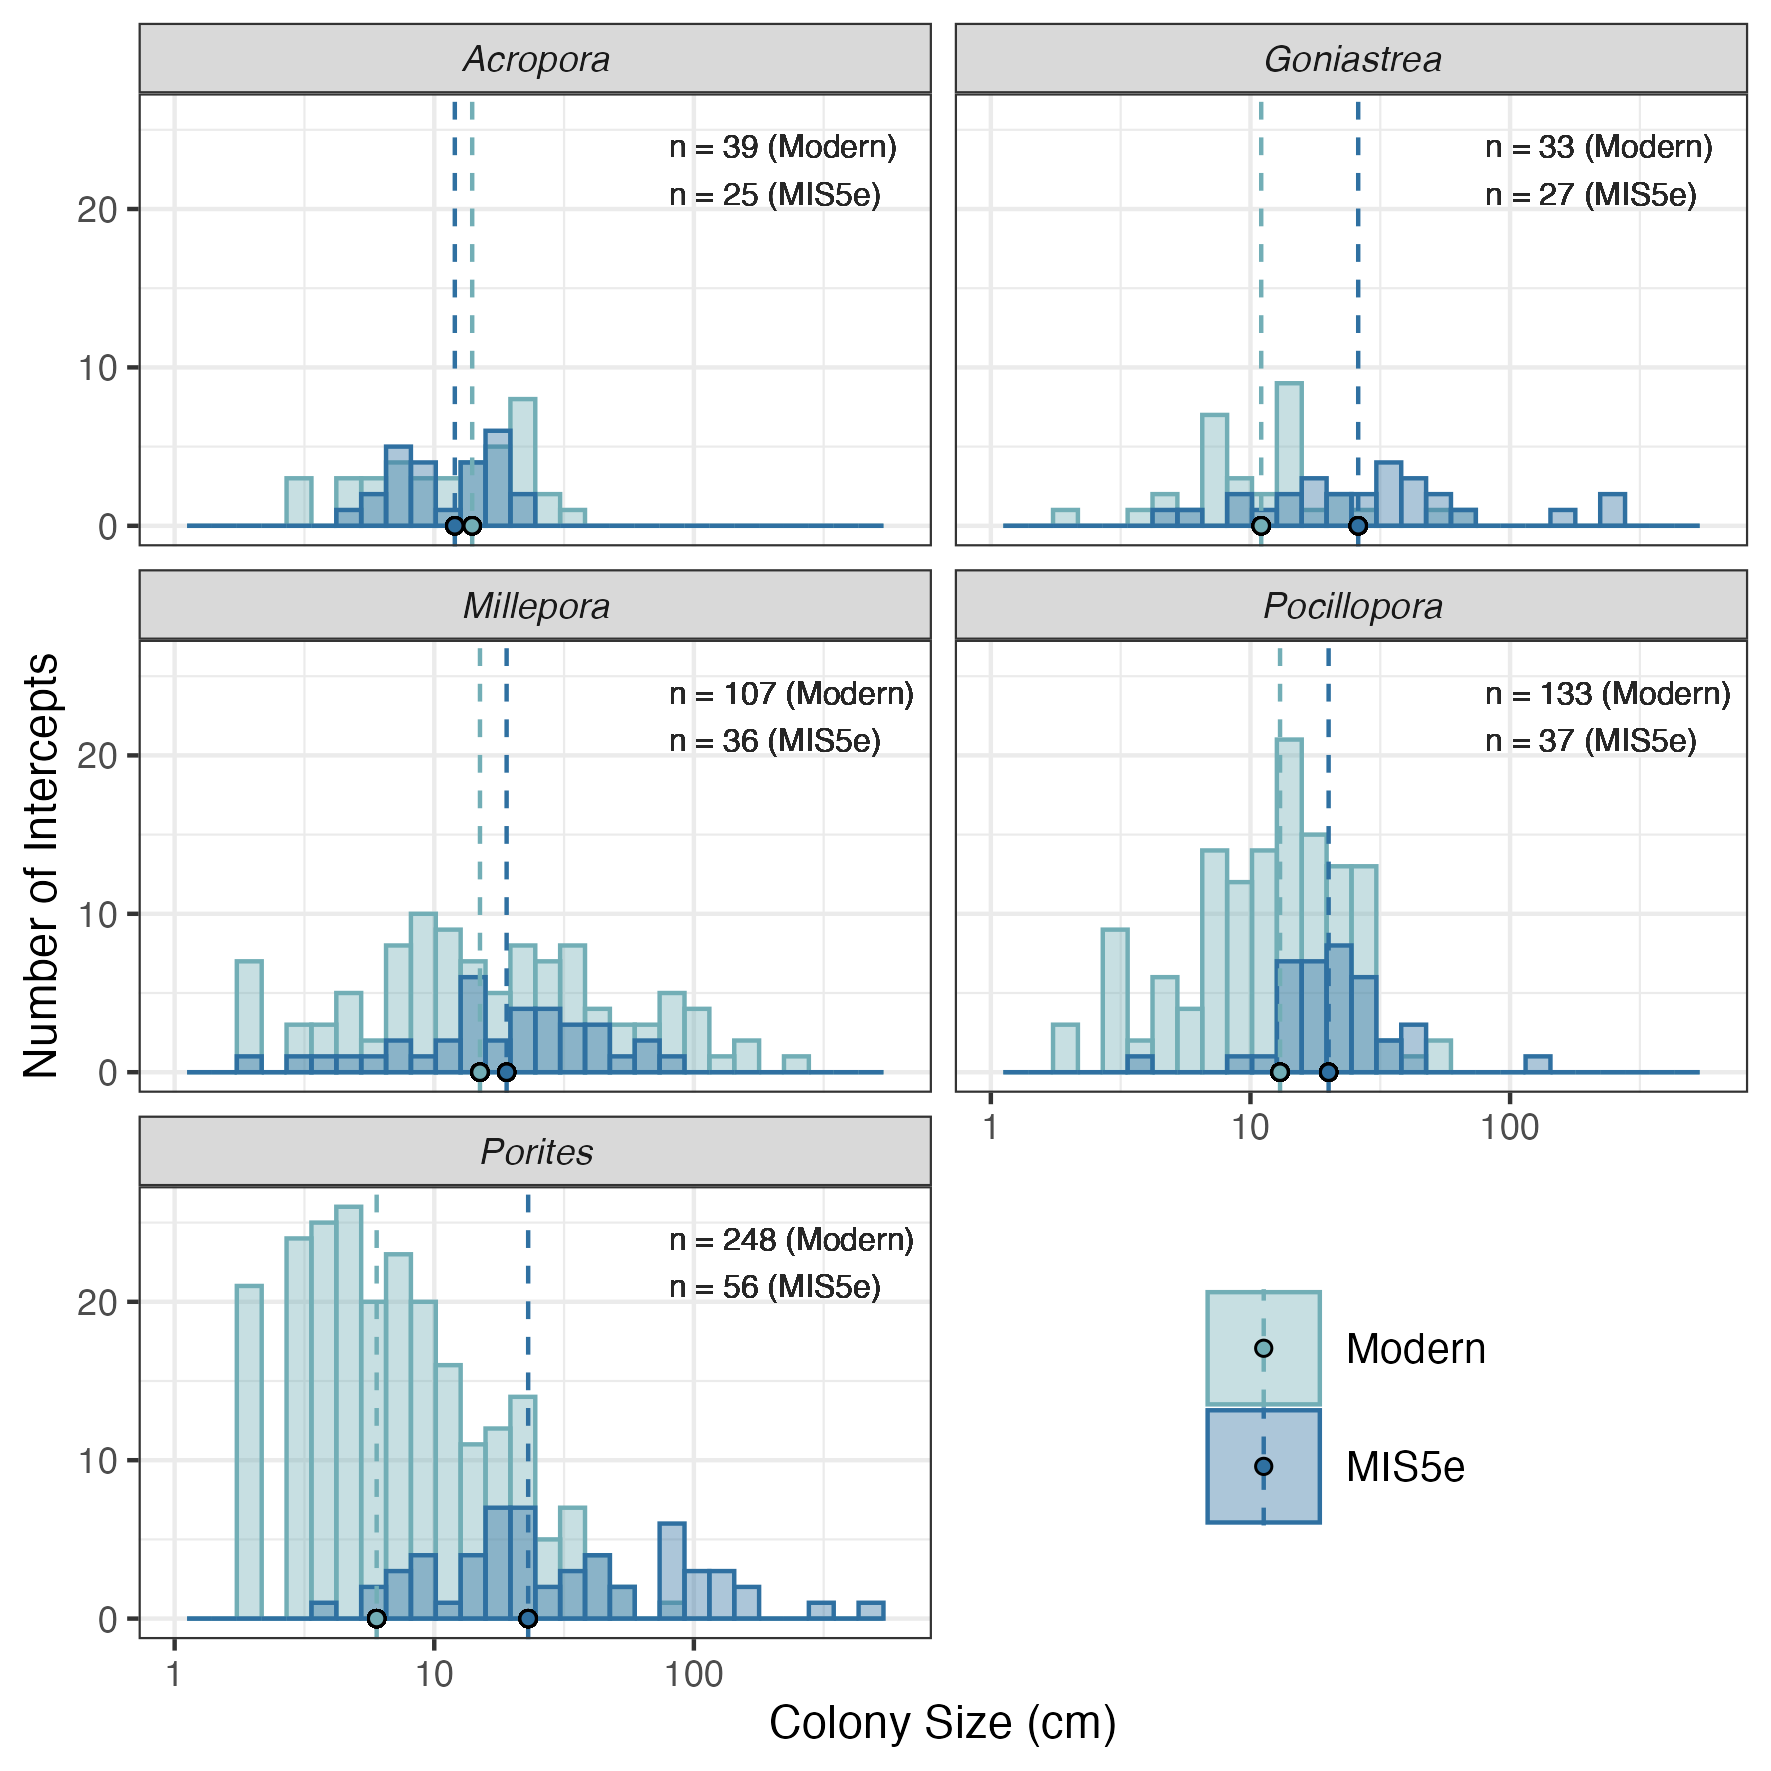 Acropora
n = 39 (Modern)
n = 25 (MIS5e)
20
10
0
Goniastrea
n = 33 (Modern)
n = 27 (MIS5e)
Number of Intercepts
Millepora
n = 107 (Modern)
n = 36 (MIS5e)
20
10
0
Pocillopora
n = 133 (Modern)
n = 37 (MIS5e)
1 10 100
Porites
n = 248 (Modern)
n = 56 (MIS5e)
20
10
0
1 10 100
Modern
MIS5e
Colony Size (cm)